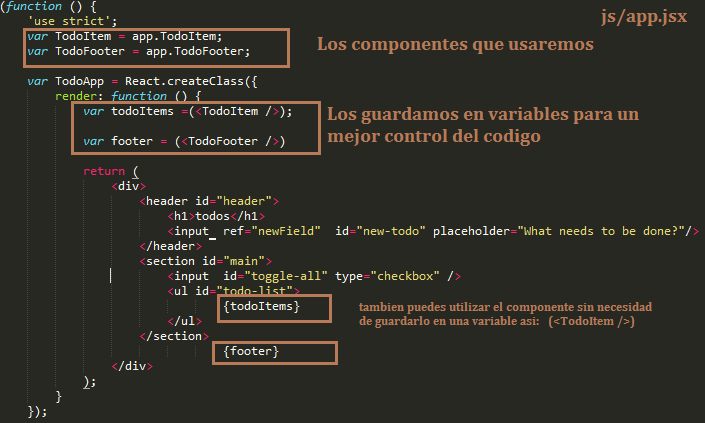 (function () {
js/app.jsx
'use strict';
var TodoItem = app.TodoItem;
var TodoFooter = app.TodoFooter;
Los componentes que usaremos
var TodoApp = React.createClass({
render: function () {
var todoItems =(<TodoItem />);
var footer = (<TodoFooter />)
Los guardamos en variables para un
mejor control del codigo
return (
<div>
<header id="header">
<h1>todos</h1>
<input ref="newField" id="new-todo" placeholder="What needs to be done?"/>
</header>
<section id="main">
<input id="toggle-all" type="checkbox" />
<ul id="todo-list">
{todoItems}
tambien puedes utilizar el componente sin necesidad
de guardarlo en una variable asi: (<TodoItem />)
</ul>
</section>
{footer}
</div>
);
}
});